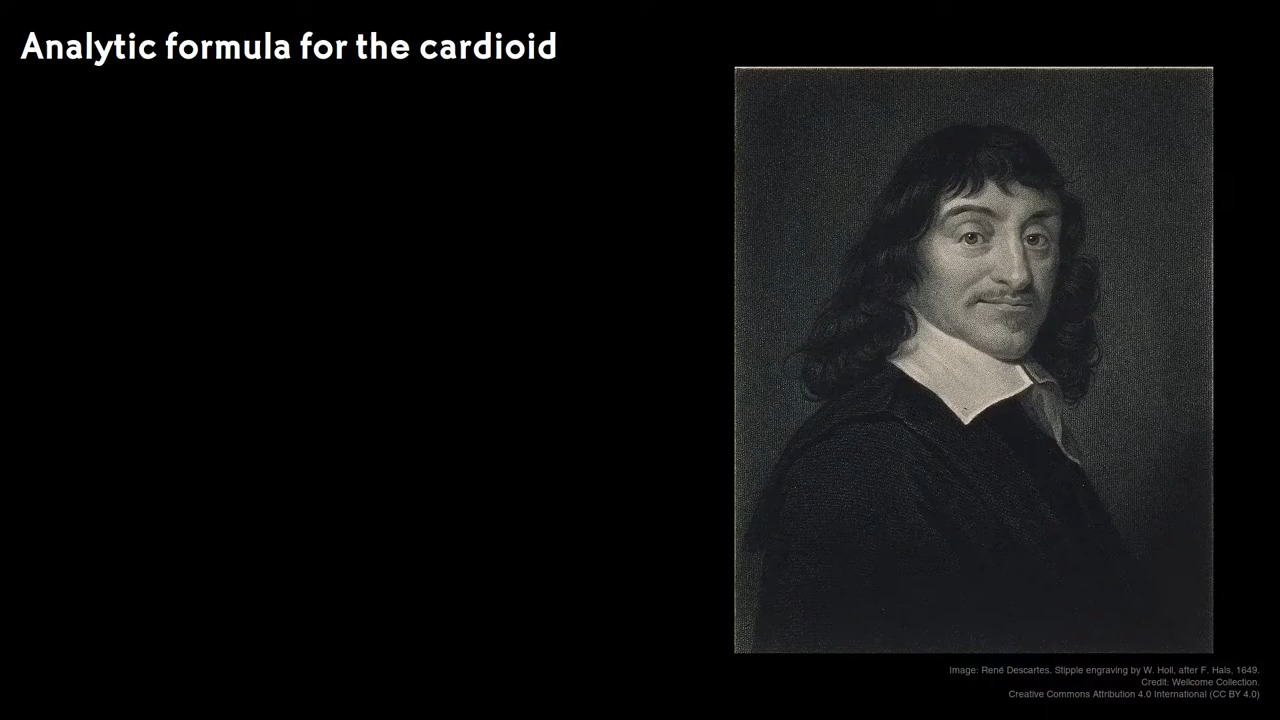 Analytic formula for the cardioid
Image: René Descartes. Stipple engraving by W. Holl, after F. Hals, 1649.
Credit: Wellcome Collection.
Creative Commons Attribution 4.0 International (CC BY 4.0)